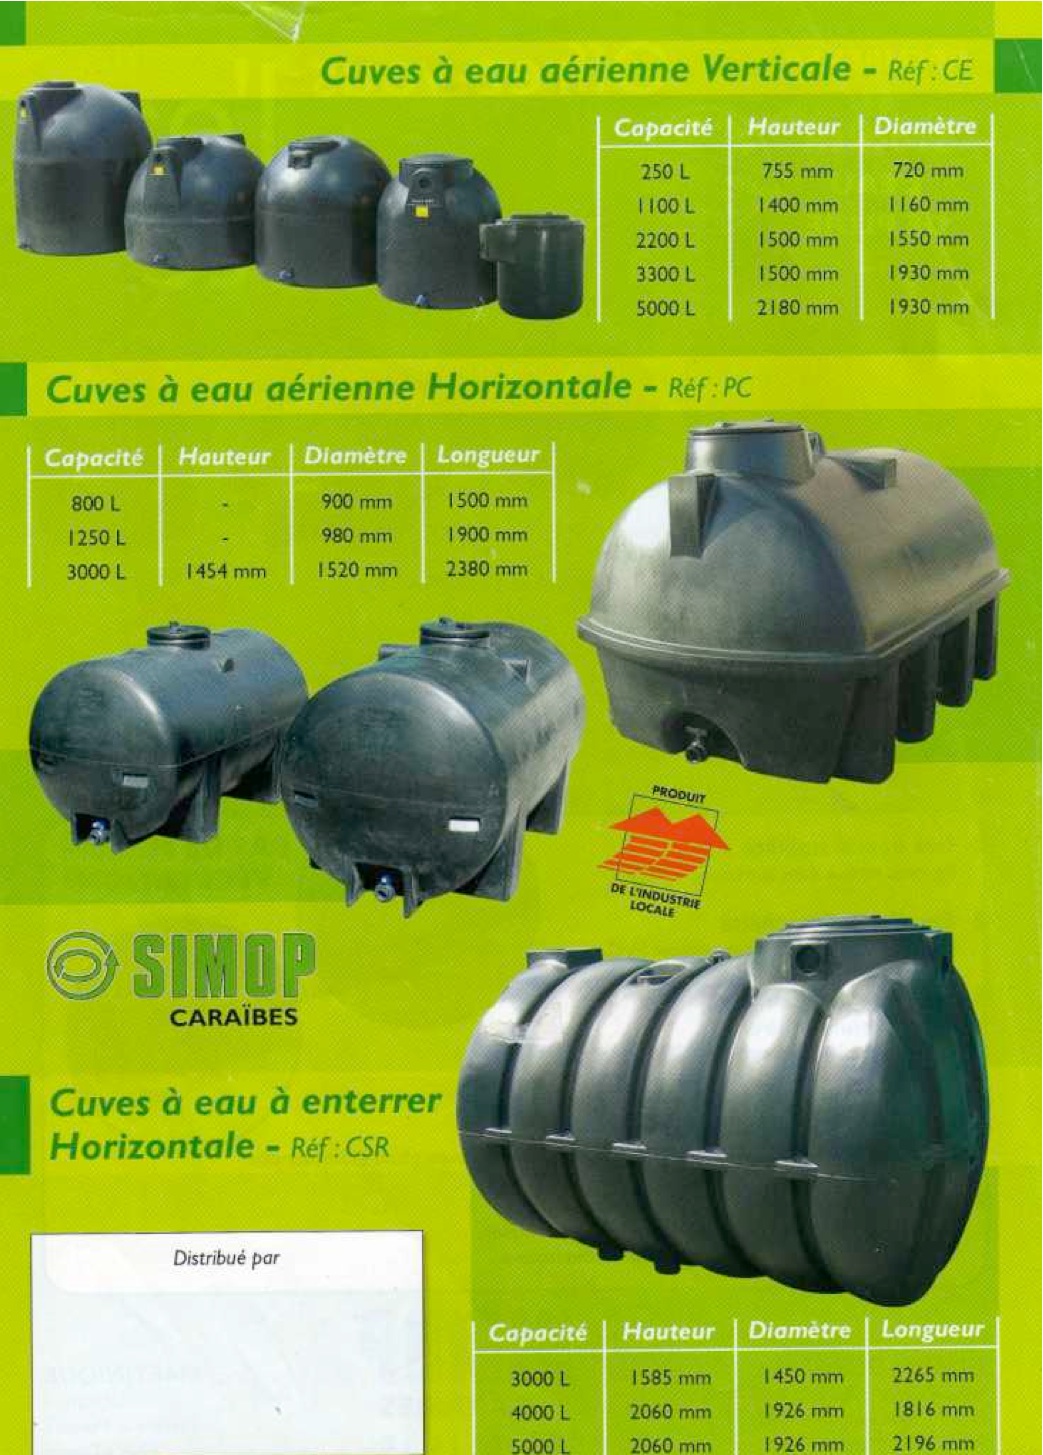 Cuves à eau aérienne Verticale - Réf : CE
Capacité Hauteur Diamètre
250 L 755 mm 720 mm
1100 L 1400 mm 1160 mm
2200 L 1500 mm 1550 mm
3300 L 1500 mm 1930 mm
5000 L 2180 mm 1930 mm
Cuves à eau aérienne Horizontale - Réf : PC
Capacité Hauteur Diamètre Longueur
800 L - 900 mm 1500 mm
1250 L - 980 mm 1900 mm
3000 L 1454 mm 1520 mm 2380 mm
PRODUIT
DE L'INDUSTRIE
LOCALE
SIMOP
CARAÏBES
Cuves à eau à enterrer
Horizontale - Réf : CSR
Distribué par
Capacité Hauteur Diamètre Longueur
3000 L 1585 mm 1450 mm 2265 mm
4000 L 2060 mm 1926 mm 1816 mm
5000 L 2060 mm 1926 mm 2196 mm